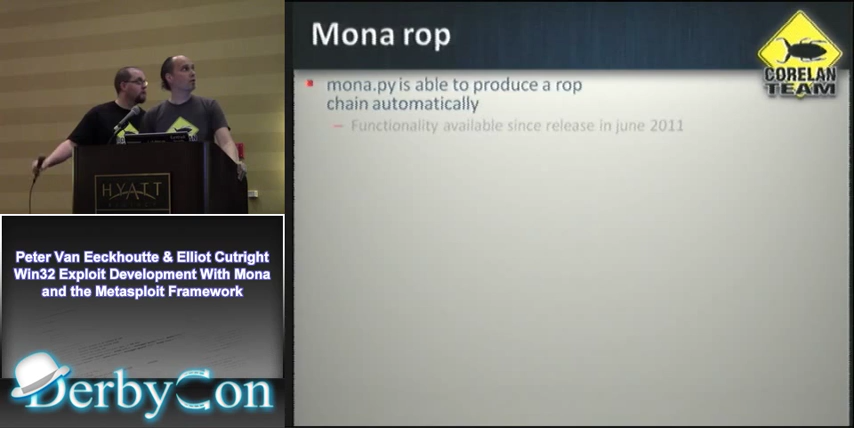 Mona rop
CORELAN
TEAM
mona.py is able to produce a rop
chain automatically
– Functionality available since release in june 2011
HYATT
Peter Van Eeckhoutte & Elliot Cutright
Win32 Exploit Development With Mona
and the Metasploit Framework
DerbyCon